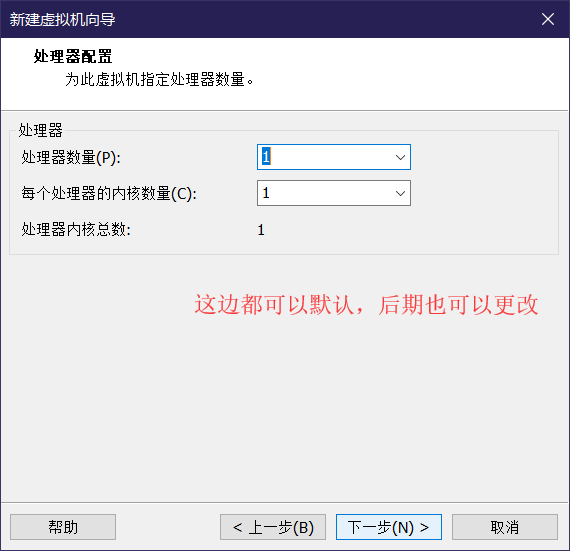 新建虚拟机向导
处理器配置
为此虚拟机指定处理器数量。
处理器
处理器数量(P):
1
每个处理器的内核数量(C):
1
处理器内核总数:
1
这边都可以默认，后期也可以更改
帮助
< 上一步(B)
下一步(N) >
取消